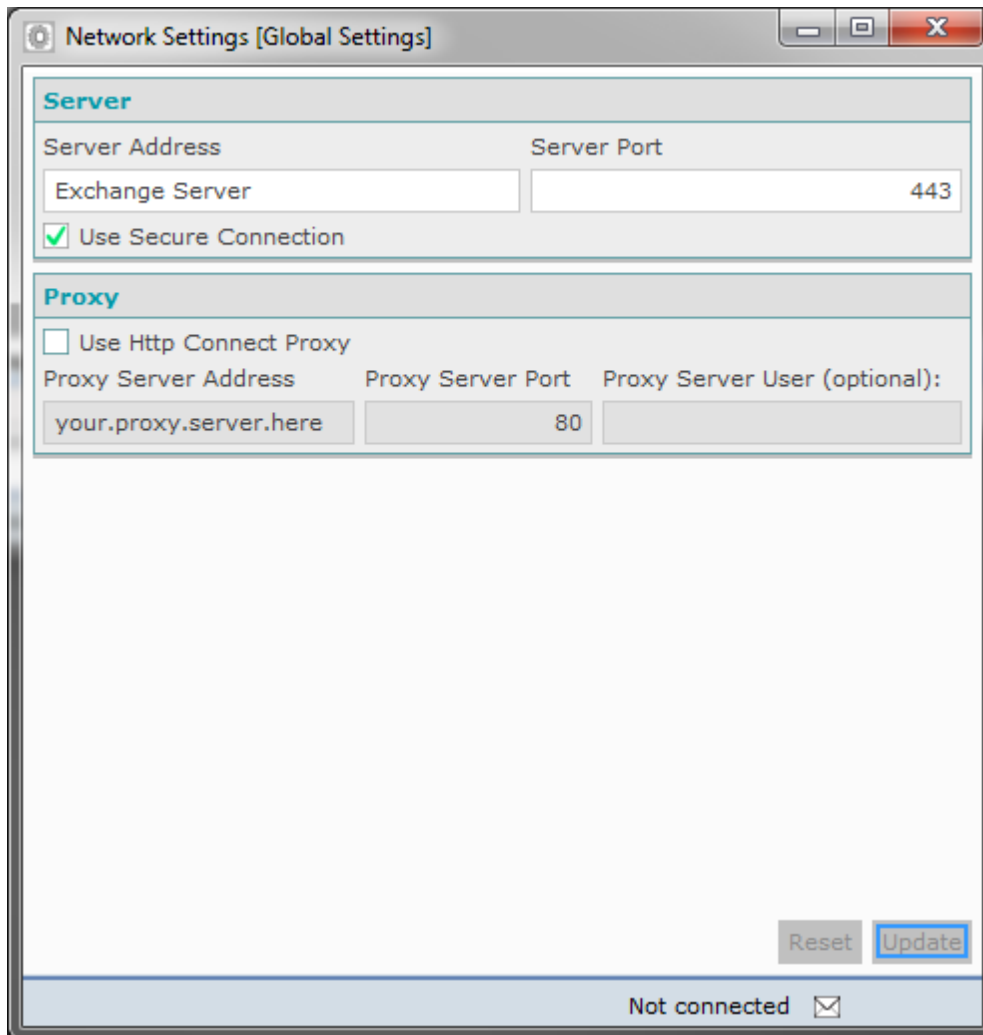 Network Settings [Global Settings]
Server
Server Address Server Port
Exchange Server 443
Use Secure Connection
Proxy
Use Http Connect Proxy
Proxy Server Address Proxy Server Port Proxy Server User (optional):
your.proxy.server.here 80
Reset Update
Not connected